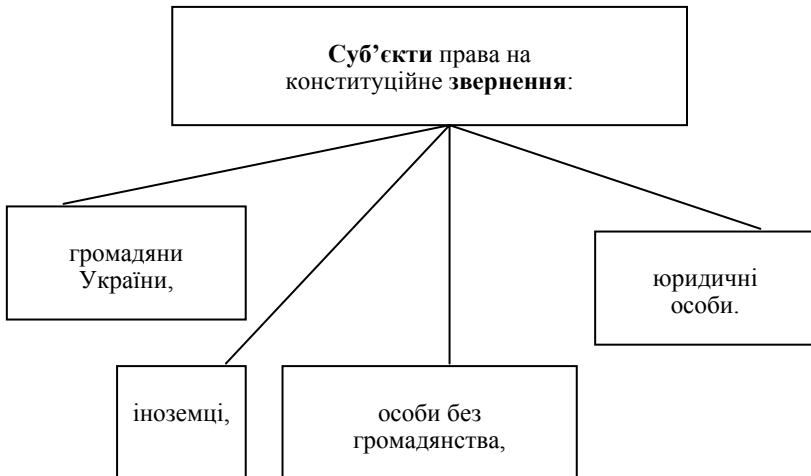 Суб’єкти права на
конституційне звернення:
громадяни
України,
юридичні
особи.
іноземці,
особи без
громадянства,